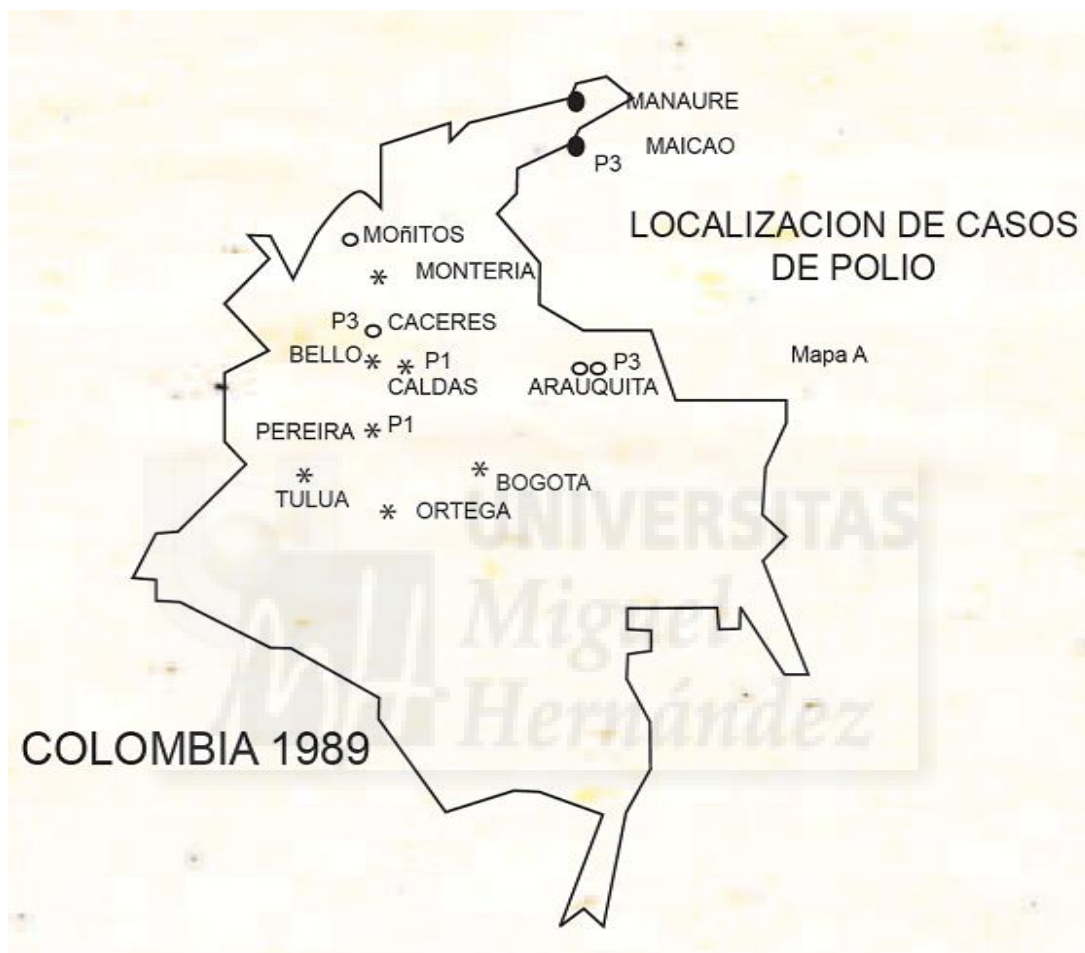 MANAURE
MAICAO
P3
LOCALIZACION DE CASOS
DE POLIO
MOñITOS
MONTERIA
P3 CACERES
Mapa A
BELLO P1 P3
CALDAS ARAUQUITA
PEREIRA P1
BOGOTA
TULUA
ORTEGA
UNIVERSITAS
Miguel
Hernández
COLOMBIA 1989